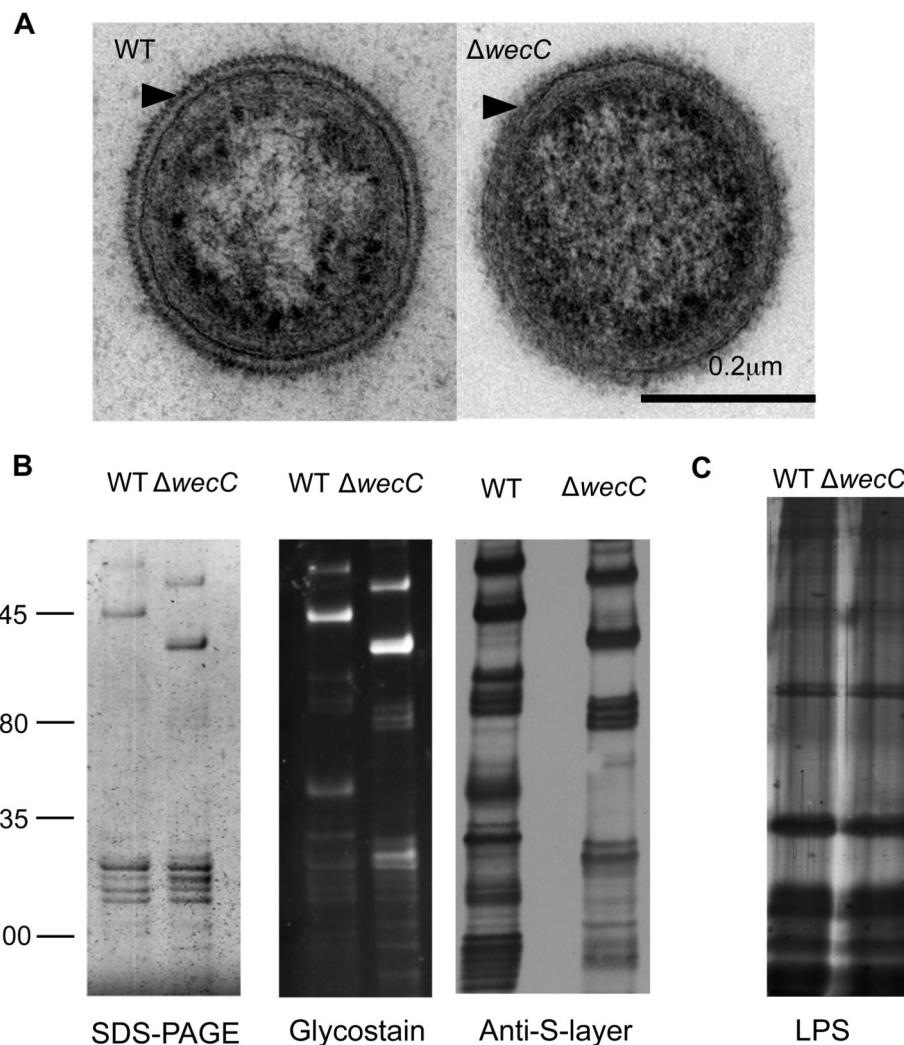 A
WT
ΔwecC
0.2μm
B
WT ΔwecC
WT ΔwecC
WT
ΔwecC
C
WT ΔwecC
45
80
35
00
SDS-PAGE
Glycostain
Anti-S-layer
LPS